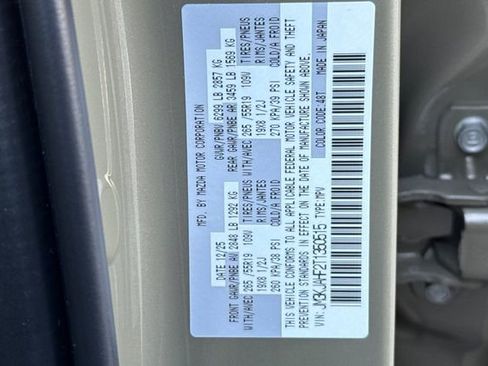 MFD. BY MAZDA MOTOR CORPORATION
DATE 12/25 GVWR/PNBV 6299 LB 2857 KG
FRONT GAWR/PNBE AV 2848 LB 1292 KG REAR GAWR/PNBE AR 3459 LB 1569 KG
WITH/AVEC 265/55R19 109V TIRES/PNEUS WITH/AVEC 265/55R19 109V TIRES/PNEUS
19X8 1/2J RIMS/JANTES 19X8 1/2J RIMS/JANTES
260 KPA/38 PSI COLD/A FROID 270 KPA/39 PSI COLD/A FROID
THIS VEHICLE CONFORMS TO ALL APPLICABLE FEDERAL MOTOR VEHICLE SAFETY AND THEFT
PREVENTION STANDARDS IN EFFECT ON THE DATE OF MANUFACTURE SHOWN ABOVE.
VIN: TYPE:MPV COLOR CODE:48T MADE IN JAPAN